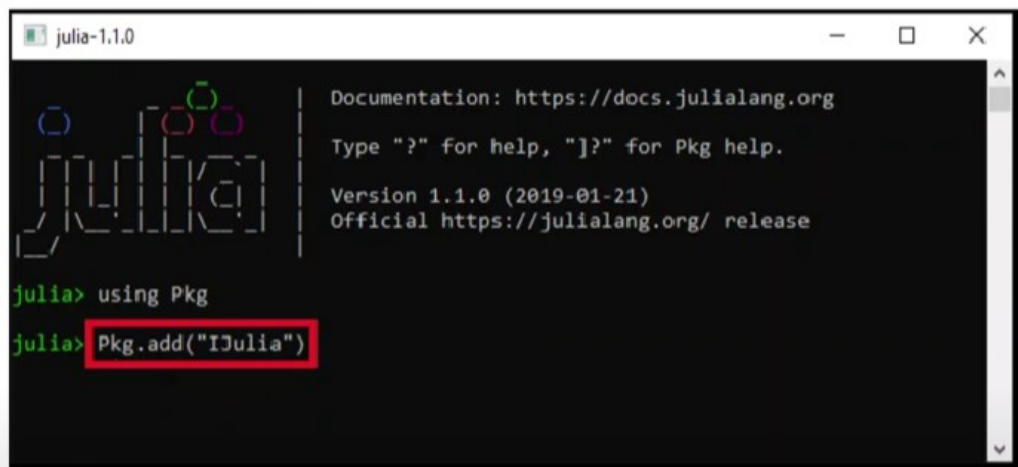 julia-1.1.0
Documentation: https://docs.julialang.org
Type "?" for help, "]?" for Pkg help.
Version 1.1.0 (2019-01-21)
Official https://julialang.org/ release
julia> using Pkg
julia> Pkg.add("IJulia")